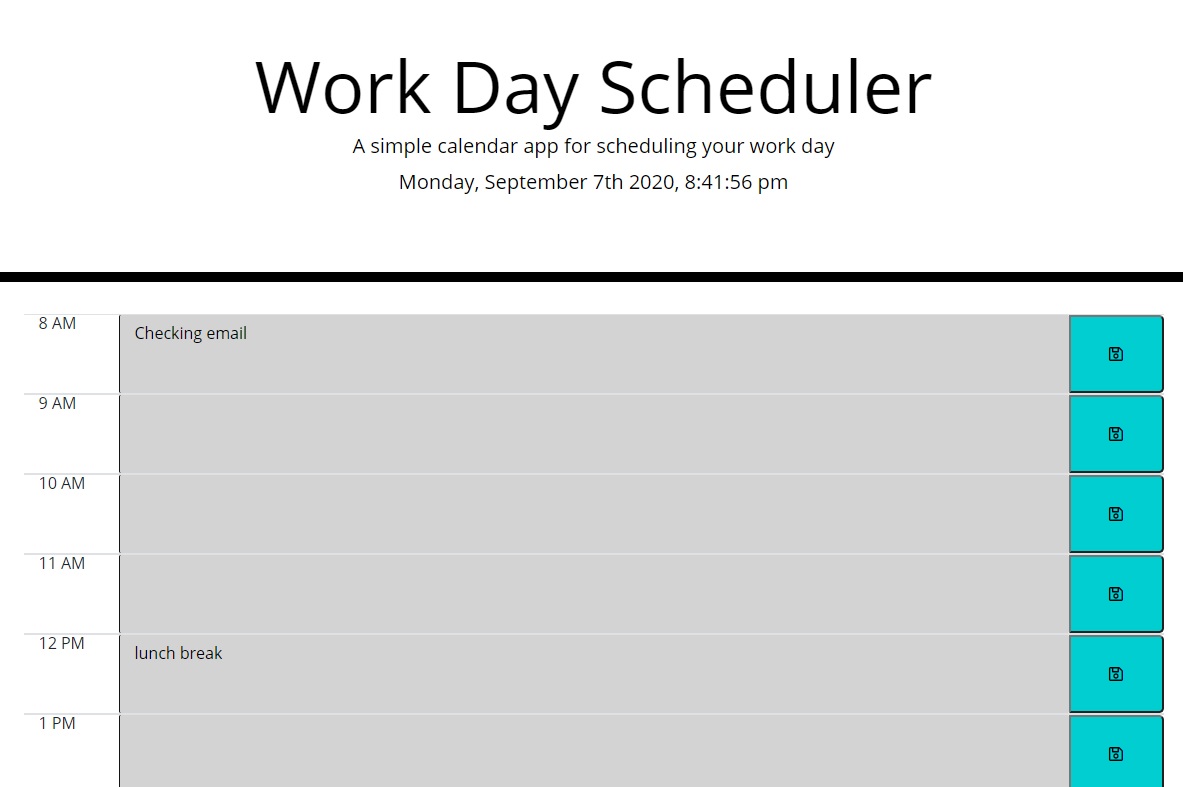 Work Day Scheduler
A simple calendar app for scheduling your work day
Monday, September 7th 2020, 8:41:56 pm
8 AM
Checking email
9 AM
10 AM
11 AM
12 PM
lunch break
1 PM